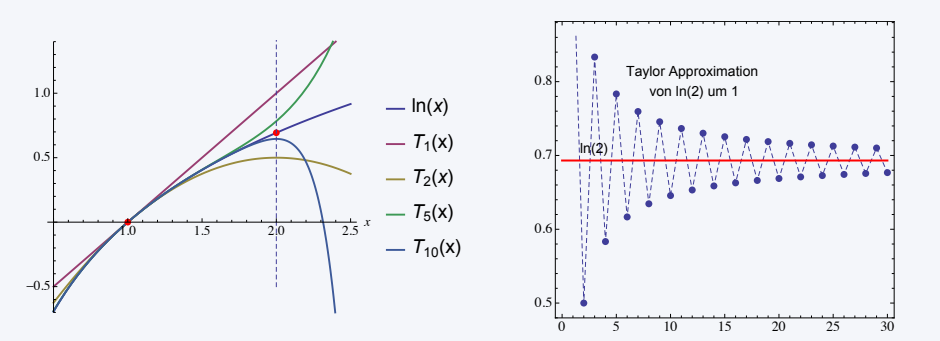 1.0
0.5
−0.5
1.0
1.5
2.0
2.5
x
ln(x)
T₁(x)
T₂(x)
T₅(x)
T₁₀(x)
Taylor Approximation
von ln(2) um 1
ln(2)
0.8
0.7
0.6
0.5
0
5
10
15
20
25
30